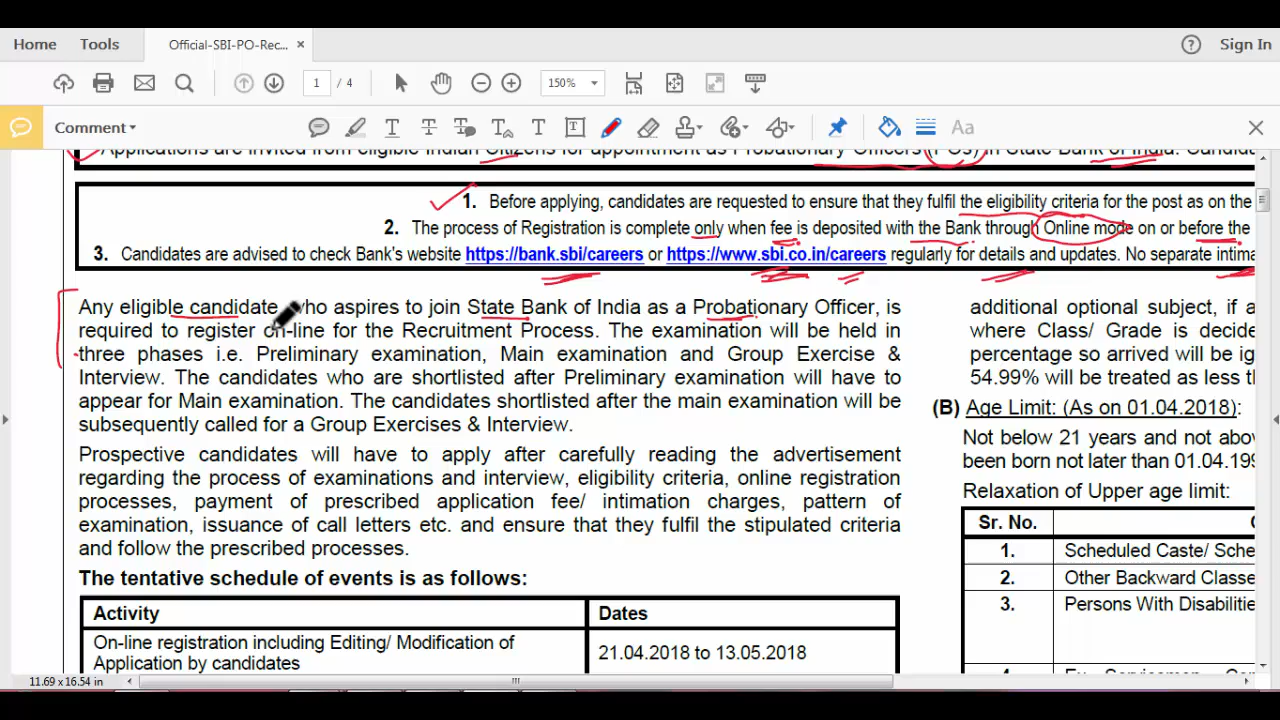 Home Tools Official-SBI-PO-Rec... × Sign In
1 / 4 150%
Comment
Applications are invited from eligible Indian Citizens for appointment as Probationary Officers (POs) in State Bank of India. Candida
1. Before applying, candidates are requested to ensure that they fulfil the eligibility criteria for the post as on the
2. The process of Registration is complete only when fee is deposited with the Bank through Online mode on or before the
3. Candidates are advised to check Bank's website https://bank.sbi/careers or https://www.sbi.co.in/careers regularly for details and updates. No separate intima
Any eligible candidate who aspires to join State Bank of India as a Probationary Officer, is
required to register on-line for the Recruitment Process. The examination will be held in
three phases i.e. Preliminary examination, Main examination and Group Exercise &
Interview. The candidates who are shortlisted after Preliminary examination will have to
appear for Main examination. The candidates shortlisted after the main examination will be
subsequently called for a Group Exercises & Interview.
Prospective candidates will have to apply after carefully reading the advertisement
regarding the process of examinations and interview, eligibility criteria, online registration
processes, payment of prescribed application fee/ intimation charges, pattern of
examination, issuance of call letters etc. and ensure that they fulfil the stipulated criteria
and follow the prescribed processes.
The tentative schedule of events is as follows:
Activity Dates
On-line registration including Editing/ Modification of
Application by candidates
21.04.2018 to 13.05.2018
additional optional subject, if a
where Class/ Grade is decide
percentage so arrived will be ig
54.99% will be treated as less th
(B) Age Limit: (As on 01.04.2018):
Not below 21 years and not abov
been born not later than 01.04.199
Relaxation of Upper age limit:
Sr. No.
1. Scheduled Caste/ Sche
2. Other Backward Classe
3. Persons With Disabilitie
11.69 x 16.54 in